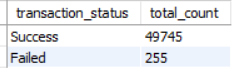 transaction_status total_count
Success 49745
Failed 255